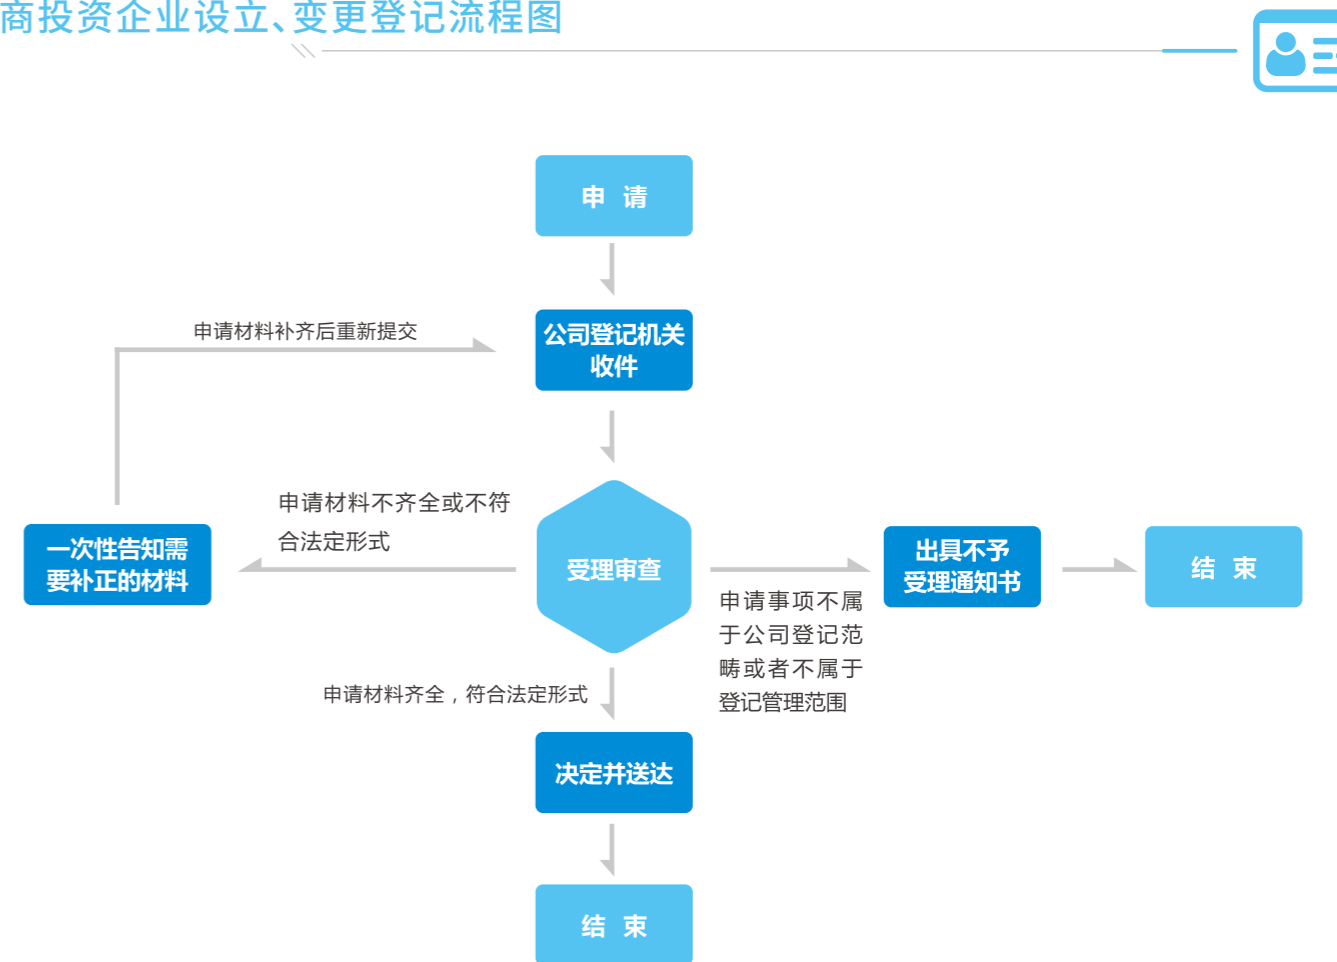 商投资企业设立、变更登记流程图
申 请
申请材料补齐后重新提交
公司登记机关
收件
申请材料不齐全或不符
合法定形式
一次性告知需
要补正的材料
受理审查
出具不予
受理通知书
结 束
申请事项不属
于公司登记范
畴或者不属于
登记管理范围
申请材料齐全，符合法定形式
决定并送达
结 束